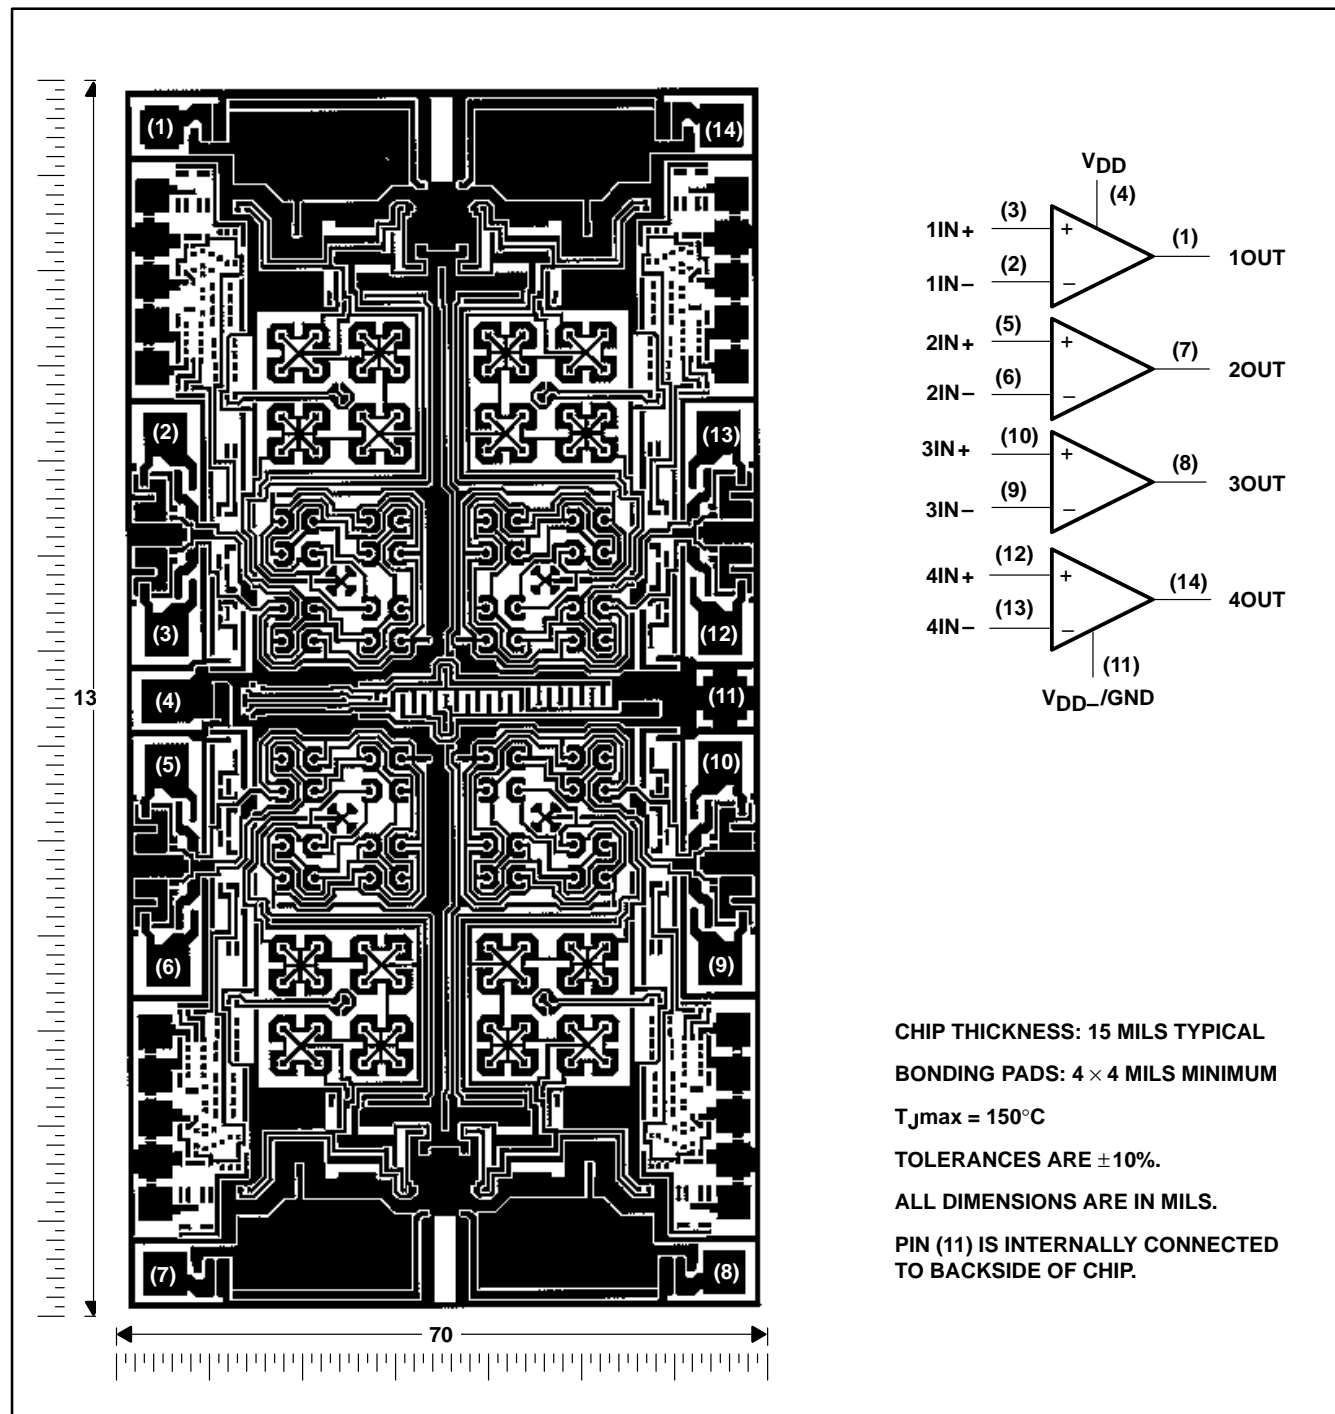 (1)
(14)
(2)
(13)
(3)
(12)
(4)
(11)
(5)
(10)
(6)
(9)
(7)
(8)
13
70
VDD
(4)
1IN+
(3)
+
(1)
1OUT
1IN−
(2)
−
2IN+
(5)
+
(7)
2OUT
2IN−
(6)
−
3IN+
(10)
+
(8)
3OUT
3IN−
(9)
−
4IN+
(12)
+
(14)
4OUT
4IN−
(13)
−
(11)
VDD−/GND
CHIP THICKNESS: 15 MILS TYPICAL
BONDING PADS: 4 × 4 MILS MINIMUM
TJmax = 150°C
TOLERANCES ARE ±10%.
ALL DIMENSIONS ARE IN MILS.
PIN (11) IS INTERNALLY CONNECTED
TO BACKSIDE OF CHIP.